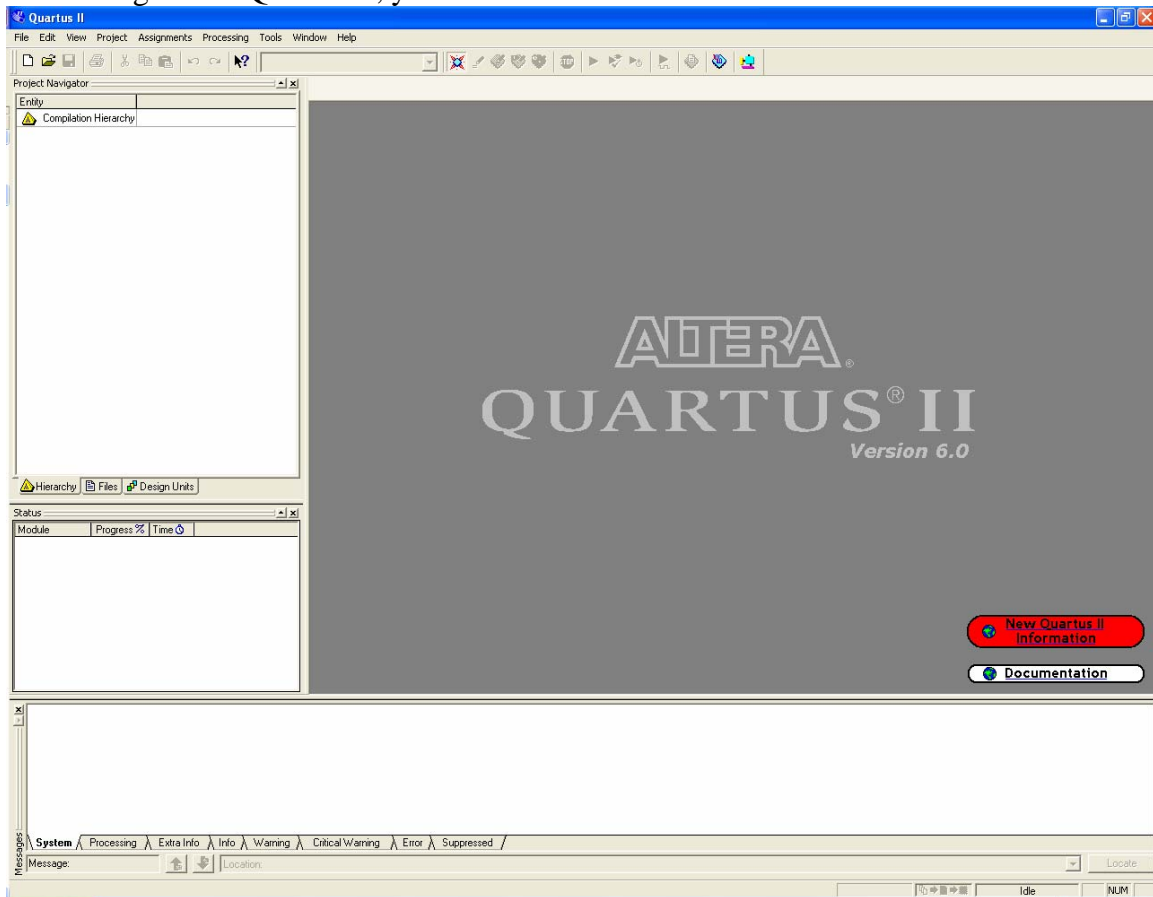 Quartus II
File Edit View Project Assignments Processing Tools Window Help
STOP
Project Navigator
Entity
Compilation Hierarchy
Hierarchy Files Design Units
Status
Module Progress % Time
ALTERA®
QUARTUS® II
Version 6.0
New Quartus II
Information
Documentation
System Processing Extra Info Info Warning Critical Warning Error Suppressed
Messages
Message: Location: Locate
Idle NUM